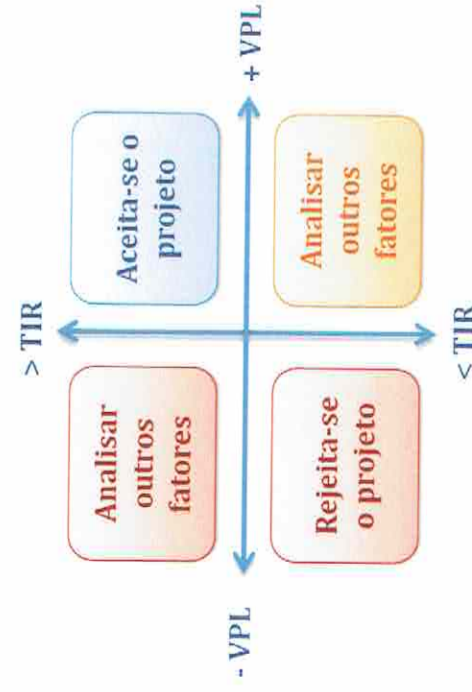 > TIR
Analisar
outros
fatores
Aceita-se o
projeto
- VPL
+ VPL
Rejeita-se
o projeto
Analisar
outros
fatores
< TIR